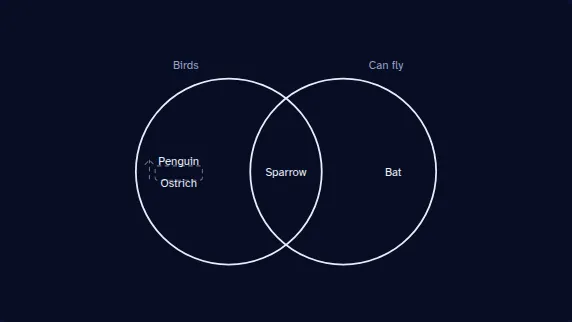 Birds
Can fly
Penguin
Ostrich
Sparrow
Bat